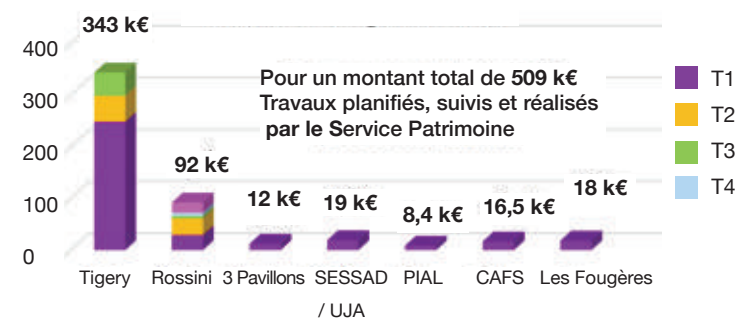 343 k€
400
300
200
100
0
Pour un montant total de 509 k€
Travaux planifiés, suivis et réalisés
par le Service Patrimoine
T1
T2
T3
T4
92 k€
12 k€
19 k€
8,4 k€
16,5 k€
18 k€
Tigery
Rossini
3 Pavillons
SESSAD
/ UJA
PIAL
CAFS
Les Fougères